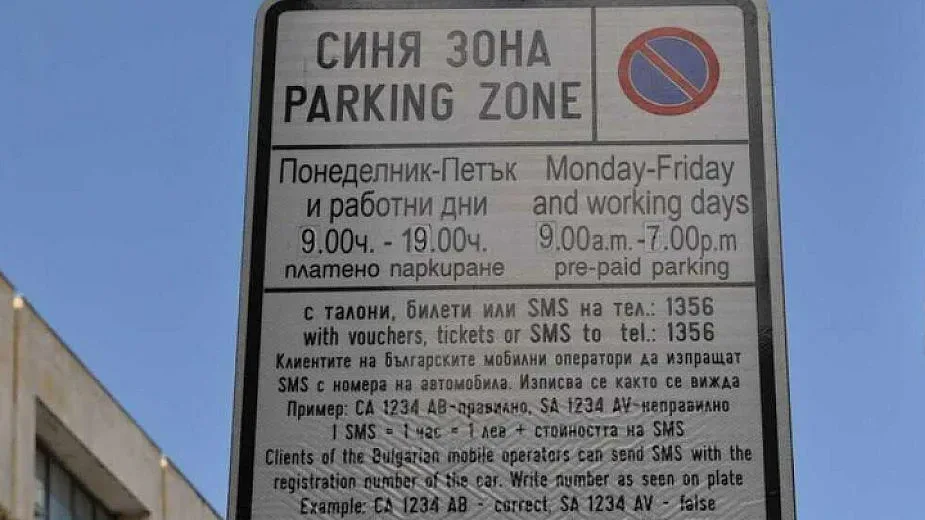 СИНЯ ЗОНА
PARKING ZONE
Понеделник-Петък
и работни дни
9.00ч. - 19.00ч.
платено паркиране
Monday-Friday
and working days
9.00a.m.-7.00p.m
pre-paid parking
с талони, билети или SMS на тел.: 1356
with vouchers, tickets or SMS to tel.: 1356
Клиентите на българските мобилни оператори да изпращат
SMS с номера на автомобила. Изписва се както се вижда
Пример: СА 1234 АВ-правилно, SA 1234 AV-неправилно
1 SMS = 1 час = 1 лев + стойността на SMS
Clients of the Bulgarian mobile operators can send SMS with the
registration number of the car. Write number as seen on plate
Example: CA 1234 AB - correct, SA 1234 AV - false